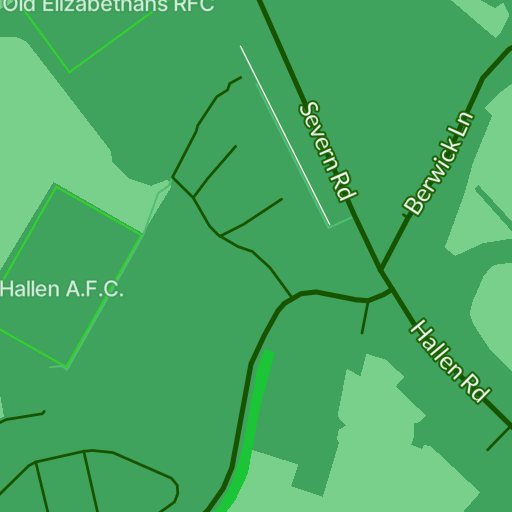 Old Elizabethans RFC
Severn Rd
Berwick Ln
Hallen A.F.C.
Hallen Rd